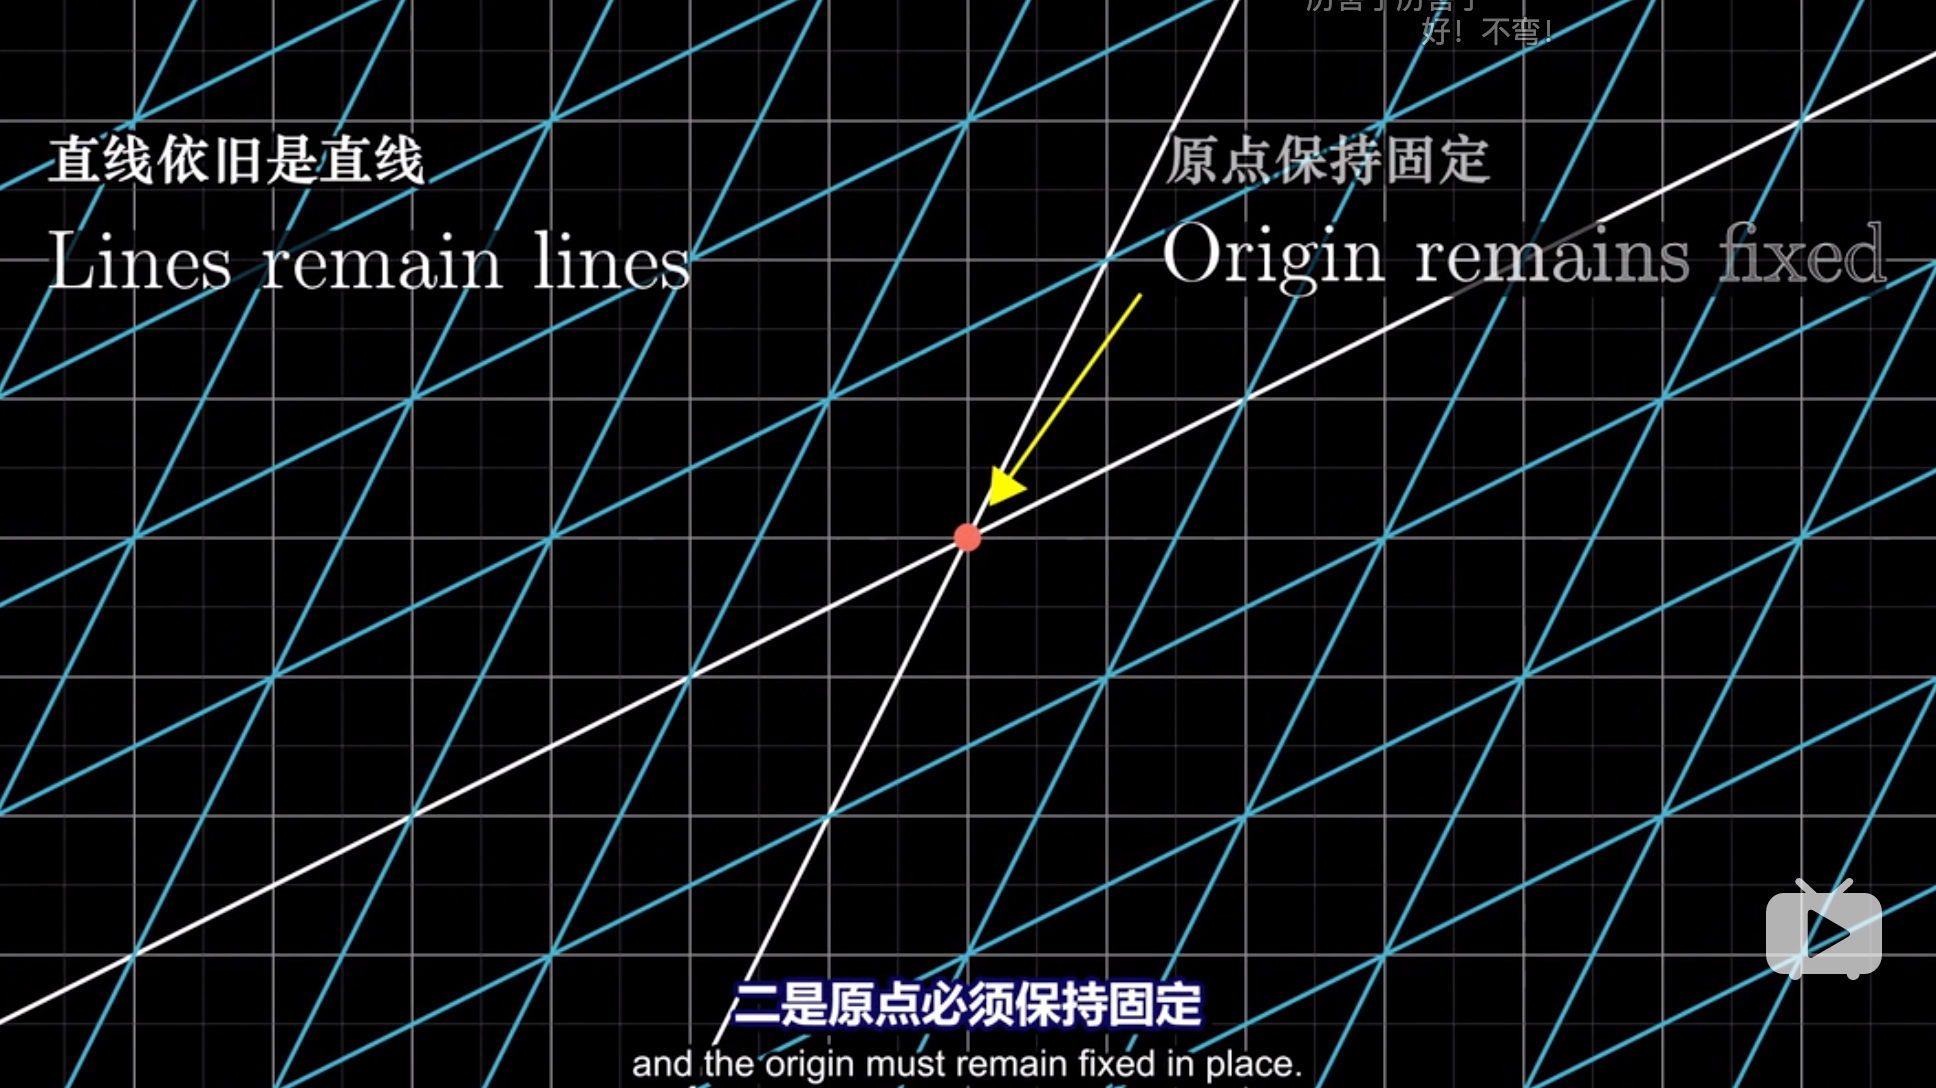 好！不弯！
直线依旧是直线
原点保持固定
Lines remain lines
Origin remains fixed
二是原点必须保持固定
and the origin must remain fixed in place.